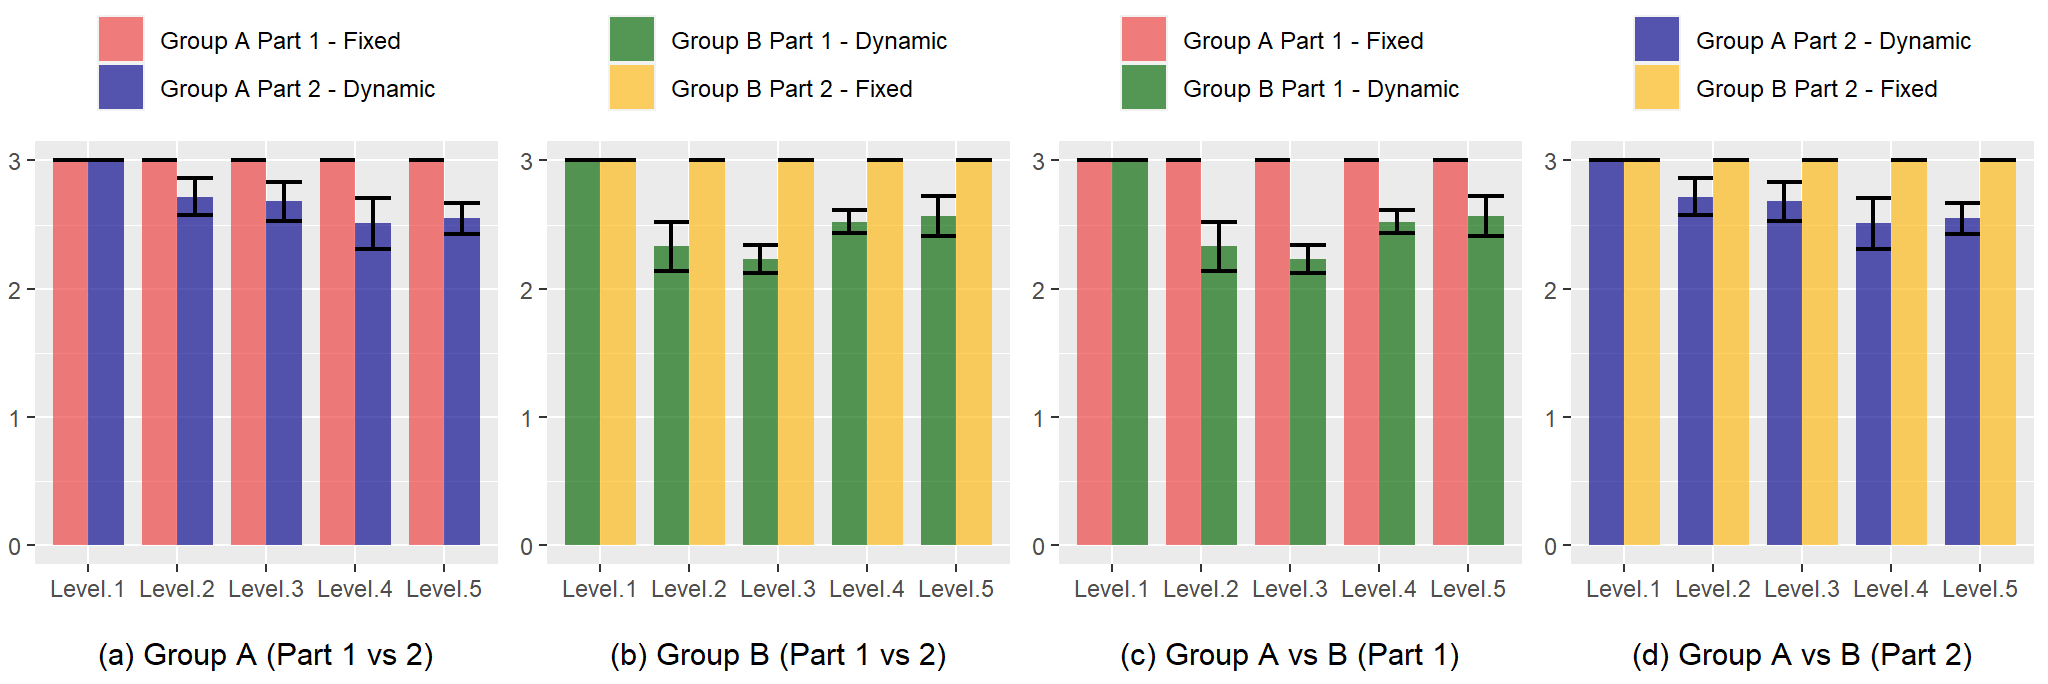 Group A Part 1 - Fixed
Group A Part 2 - Dynamic
3
2
1
0
Level.1 Level.2 Level.3 Level.4 Level.5
(a) Group A (Part 1 vs 2)
Group B Part 1 - Dynamic
Group B Part 2 - Fixed
3
2
1
0
Level.1 Level.2 Level.3 Level.4 Level.5
(b) Group B (Part 1 vs 2)
Group A Part 1 - Fixed
Group B Part 1 - Dynamic
3
2
1
0
Level.1 Level.2 Level.3 Level.4 Level.5
(c) Group A vs B (Part 1)
Group A Part 2 - Dynamic
Group B Part 2 - Fixed
3
2
1
0
Level.1 Level.2 Level.3 Level.4 Level.5
(d) Group A vs B (Part 2)